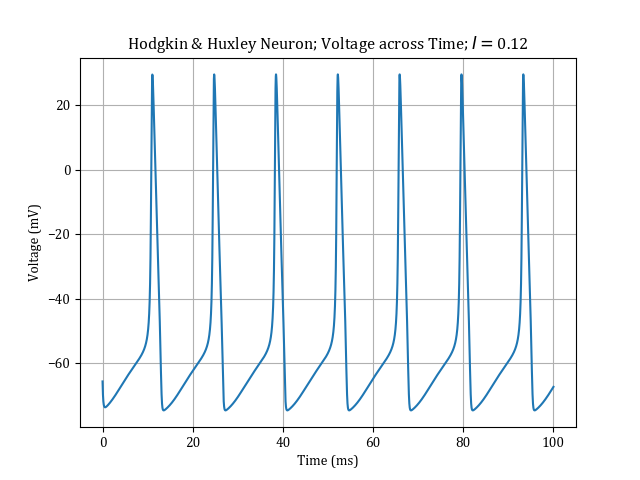 Hodgkin & Huxley Neuron; Voltage across Time; I = 0.12
20
0
−20
−40
−60
Voltage (mV)
0 20 40 60 80 100
Time (ms)